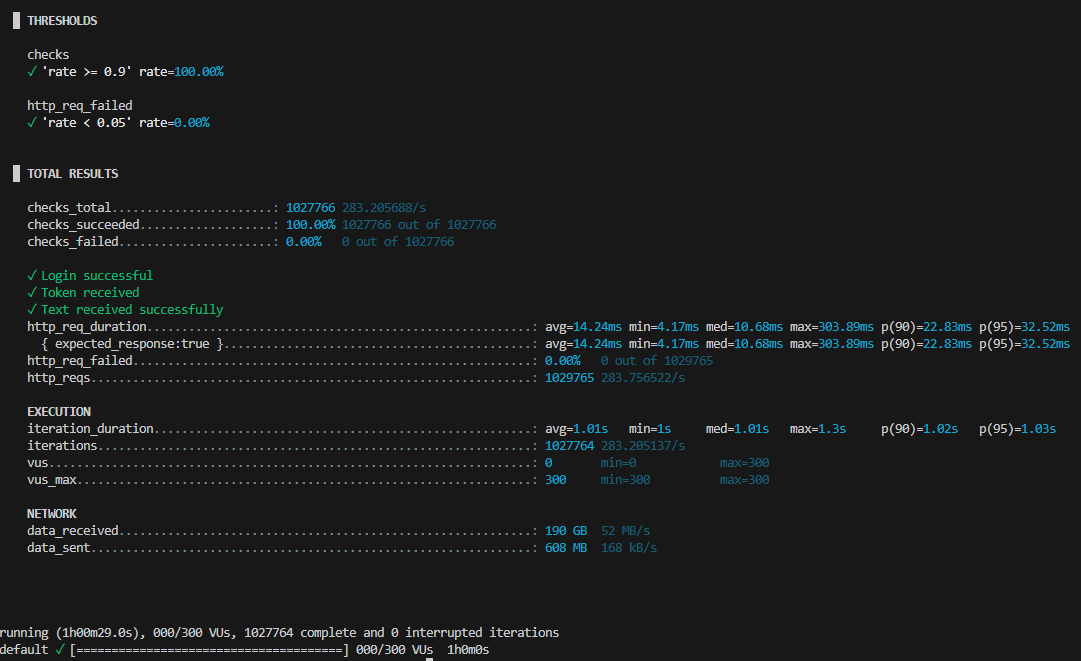 THRESHOLDS
checks
✓ 'rate >= 0.9' rate=100.00%
http_req_failed
✓ 'rate < 0.05' rate=0.00%
TOTAL RESULTS
checks_total.......................: 1027766 283.205688/s
checks_succeeded...................: 100.00% 1027766 out of 1027766
checks_failed......................: 0.00% 0 out of 1027766
✓ Login successful
✓ Token received
✓ Text received successfully
http_req_duration.......................................................: avg=14.24ms min=4.17ms med=10.68ms max=303.89ms p(90)=22.83ms p(95)=32.52ms
{ expected_response:true }............................................: avg=14.24ms min=4.17ms med=10.68ms max=303.89ms p(90)=22.83ms p(95)=32.52ms
http_req_failed.........................................................: 0.00% 0 out of 1029765
http_reqs...............................................................: 1029765 283.756522/s
EXECUTION
iteration_duration......................................................: avg=1.01s min=1s med=1.01s max=1.3s p(90)=1.02s p(95)=1.03s
iterations..............................................................: 1027764 283.205137/s
vus.....................................................................: 0 min=0 max=300
vus_max.................................................................: 300 min=300 max=300
NETWORK
data_received...........................................................: 190 GB 52 MB/s
data_sent...............................................................: 608 MB 168 kB/s
running (1h00m29.0s), 000/300 VUs, 1027764 complete and 0 interrupted iterations
default ✓ [======================================] 000/300 VUs 1h0m0s